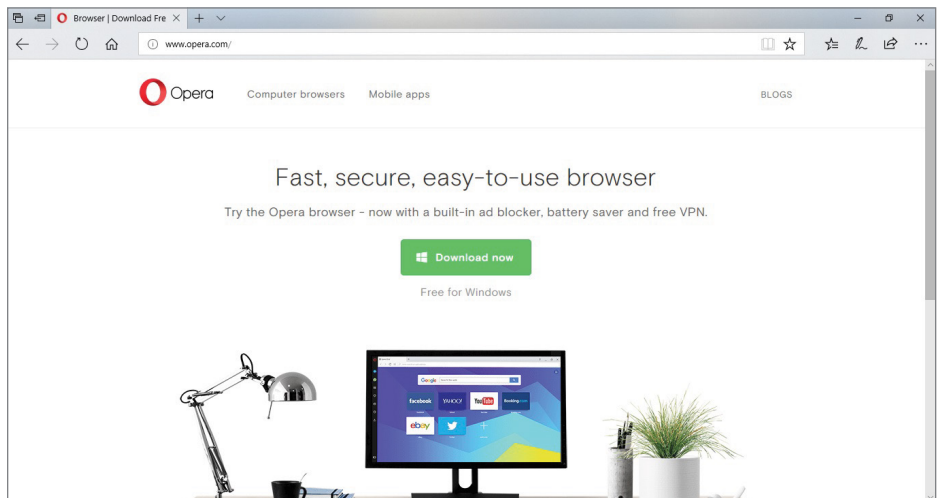 Browser | Download Fre
www.opera.com/
Opera
Computer browsers
Mobile apps
BLOGS
Fast, secure, easy-to-use browser
Try the Opera browser - now with a built-in ad blocker, battery saver and free VPN.
Download now
Free for Windows
Google
facebook
YAHOO!
YouTube
Booking.com
ebay